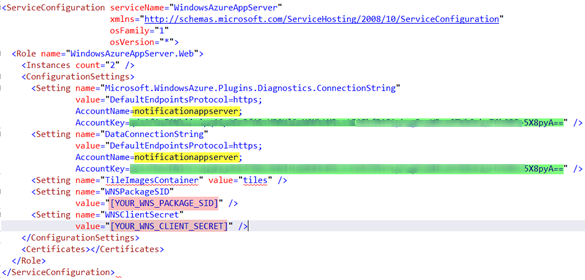 <ServiceConfiguration serviceName="WindowsAzureAppServer"
xmlns="http://schemas.microsoft.com/ServiceHosting/2008/10/ServiceConfiguration"
osFamily="1"
osVersion="*">
<Role name="WindowsAzureAppServer.Web">
<Instances count="2" />
<ConfigurationSettings>
<Setting name="Microsoft.WindowsAzure.Plugins.Diagnostics.ConnectionString"
value="DefaultEndpointsProtocol=https;
AccountName=notificationappserver;
AccountKey= 5X8pyA==" />
<Setting name="DataConnectionString"
value="DefaultEndpointsProtocol=https;
AccountName=notificationappserver;
AccountKey= 5X8pyA==" />
<Setting name="TileImagesContainer" value="tiles" />
<Setting name="WNSPackageSID"
value="[YOUR_WNS_PACKAGE_SID]" />
<Setting name="WNSClientSecret"
value="[YOUR_WNS_CLIENT_SECRET]" />
</ConfigurationSettings>
<Certificates></Certificates>
</Role>
</ServiceConfiguration>